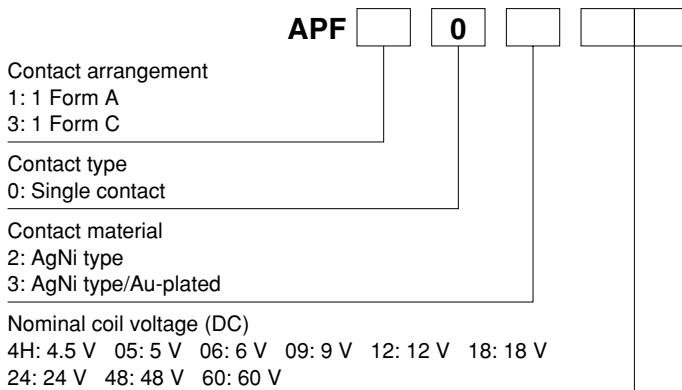 APF 0
Contact arrangement
1: 1 Form A
3: 1 Form C
Contact type
0: Single contact
Contact material
2: AgNi type
3: AgNi type/Au-plated
Nominal coil voltage (DC)
4H: 4.5 V 05: 5 V 06: 6 V 09: 9 V 12: 12 V 18: 18 V
24: 24 V 48: 48 V 60: 60 V